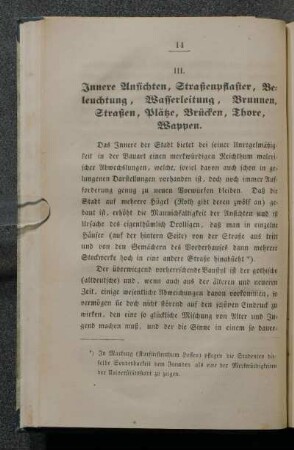 14
III.
Innere Ansichten, Straßenpflaster, Be-
leuchtung, Wasserleitung, Brunnen,
Straßen, Plätze, Brücken, Thore,
Wappen.
Das Innere der Stadt bietet bei seiner Unregelmäßig-
keit in der Bauart einen merkwürdigen Reichthum maleri-
scher Abwechslungen, welcher, soviel davon auch schon in ge-
lungenen Darstellungen vorhanden ist, doch noch immer Auf-
forderung genug zu neuen Vorwürfen bleiben. Daß die
Stadt auf mehrere Hügel (Roth gibt deren zwölf an) ge-
baut ist, erhöht die Mannichfaltigkeit der Ansichten und is
Ursache des eigenthümlich Drolligen, daß man in einzelne
Häuser (auf der hintern Seite) von der Straße aus tritt
und von den Gemächern des Vorderhauses dann mehrere
Stockwerke hoch in eine andere Straße hinabsieht *).
Der überwiegend vorherrschende Baustyl ist der gothische
(altdeutsche) und, wenn auch aus der älteren und neueren
Zeit, einige wesentliche Abweichungen davon vorkommen, so
vermögen sie doch nicht störend auf den äußeren Eindruck zu
wirken, den eine so glückliche Mischung von Alter und Ju-
gend machen muß, und der die Sinne in einem so dauer-
*) In Marburg (Kurfürstenthum Hessen) pflegen die Studenten die-
selbe Sonderbarkeit dem Fremden als eine der Merkwürdigkeiten
der Universitätsstadt zu zeigen.